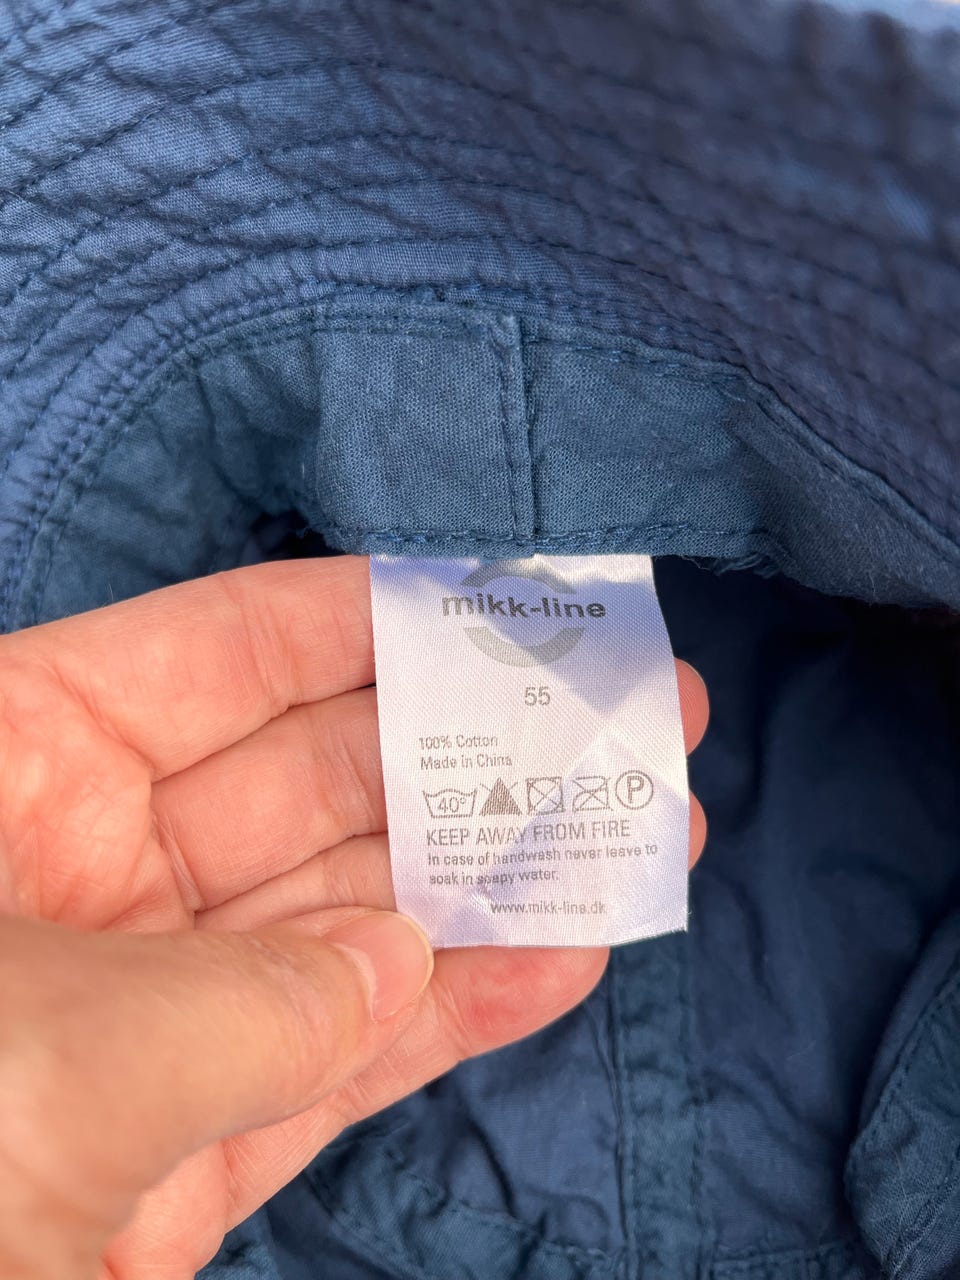 mikk-line
55
100% Cotton
Made in China
40° P
KEEP AWAY FROM FIRE
In case of handwash never leave to
soak in soapy water.
www.mikk-line.dk